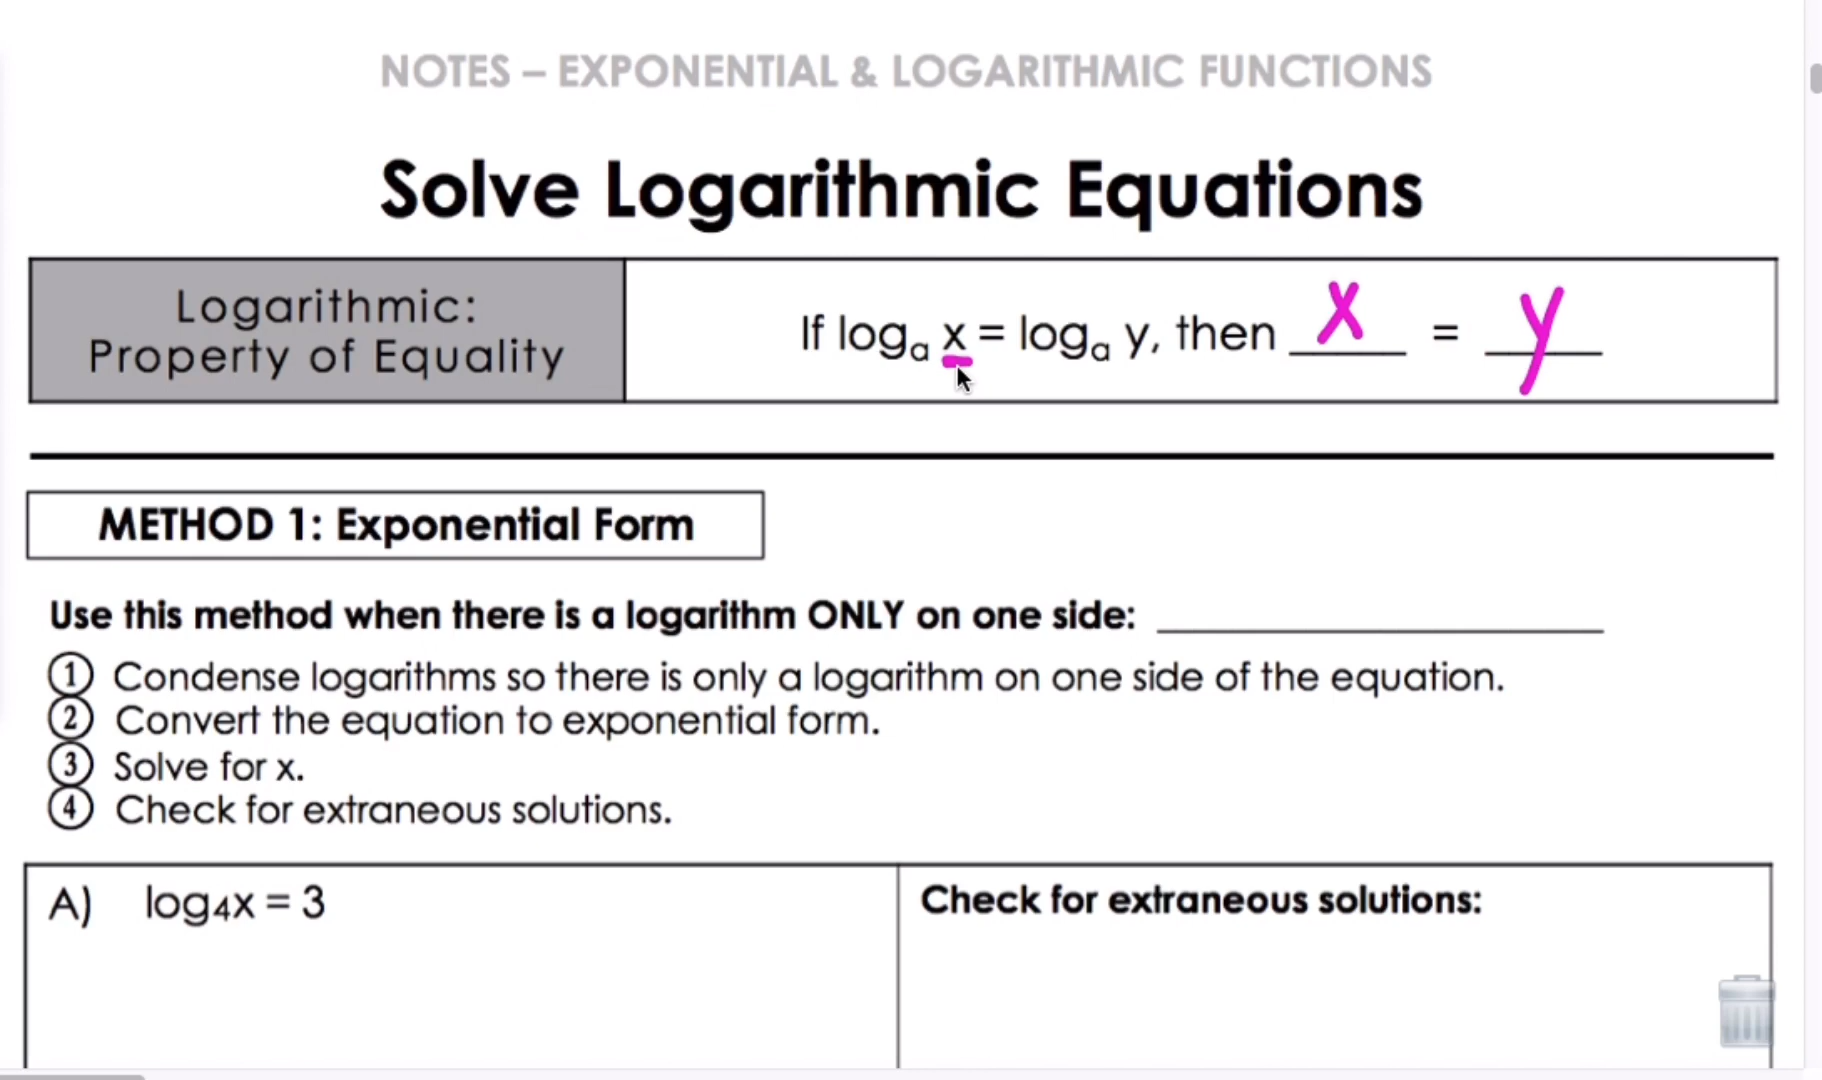 NOTES – EXPONENTIAL & LOGARITHMIC FUNCTIONS
Solve Logarithmic Equations
Logarithmic:
Property of Equality
If logₐ x = logₐ y, then x = y
METHOD 1: Exponential Form
Use this method when there is a logarithm ONLY on one side: ____________
① Condense logarithms so there is only a logarithm on one side of the equation.
② Convert the equation to exponential form.
③ Solve for x.
④ Check for extraneous solutions.
A) log₄x = 3
Check for extraneous solutions: